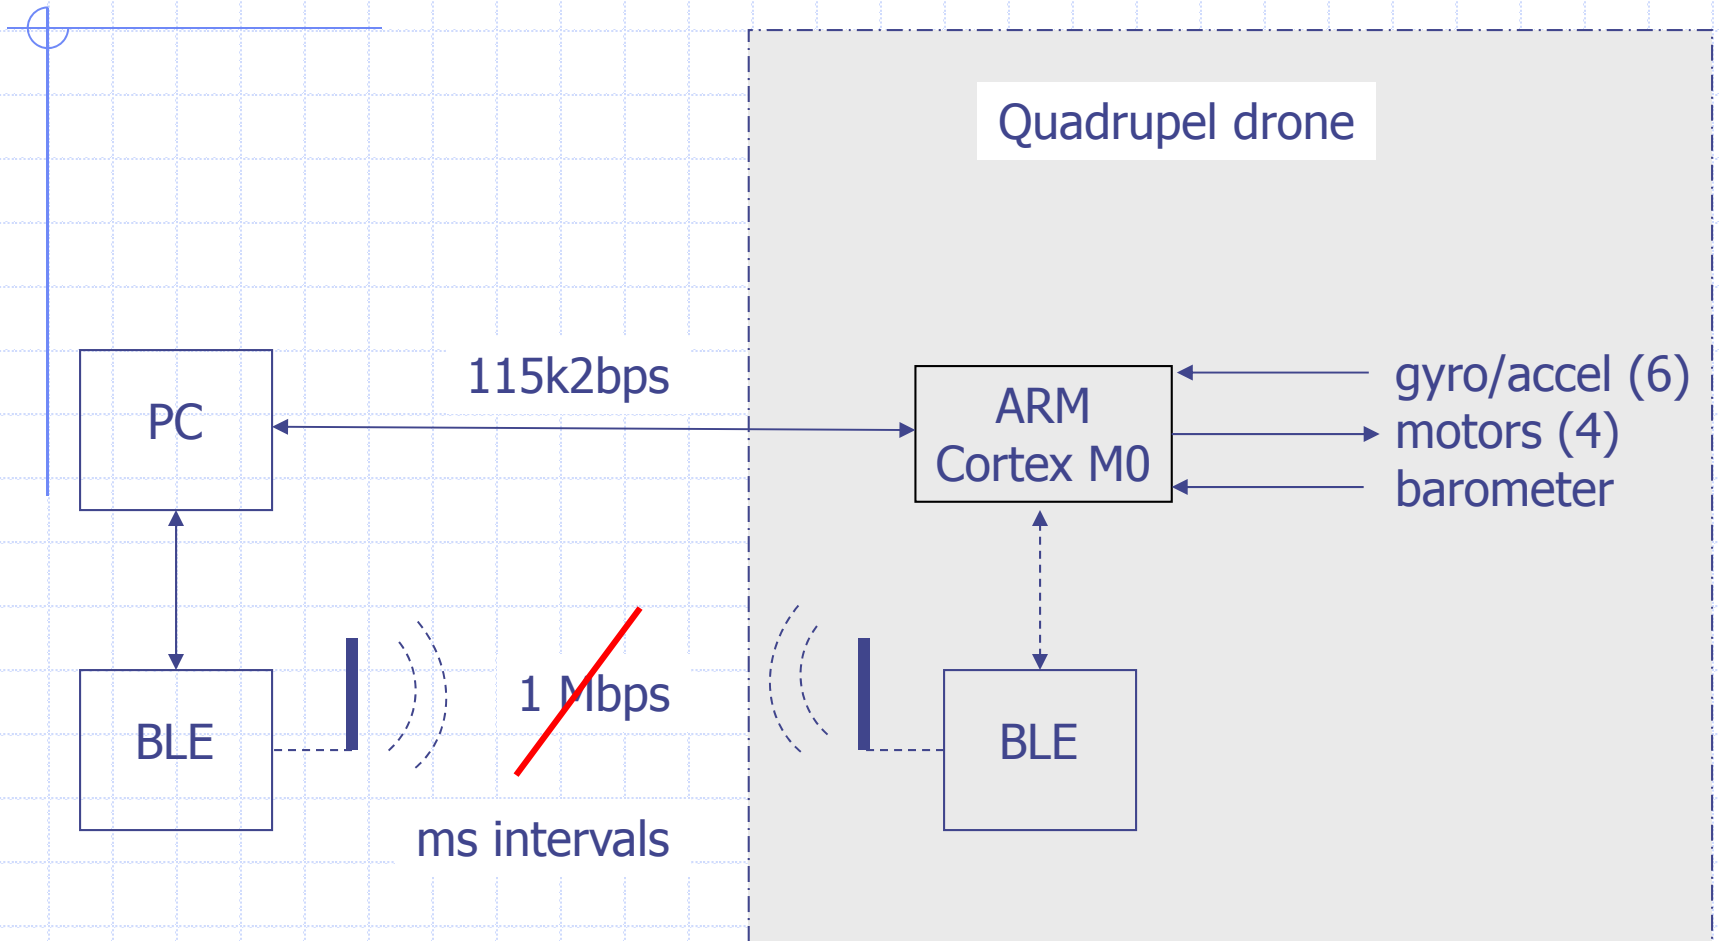 Quadrupel drone
115k2bps
PC
ARM
Cortex M0
gyro/accel (6)
motors (4)
barometer
1 Mbps
BLE
BLE
ms intervals